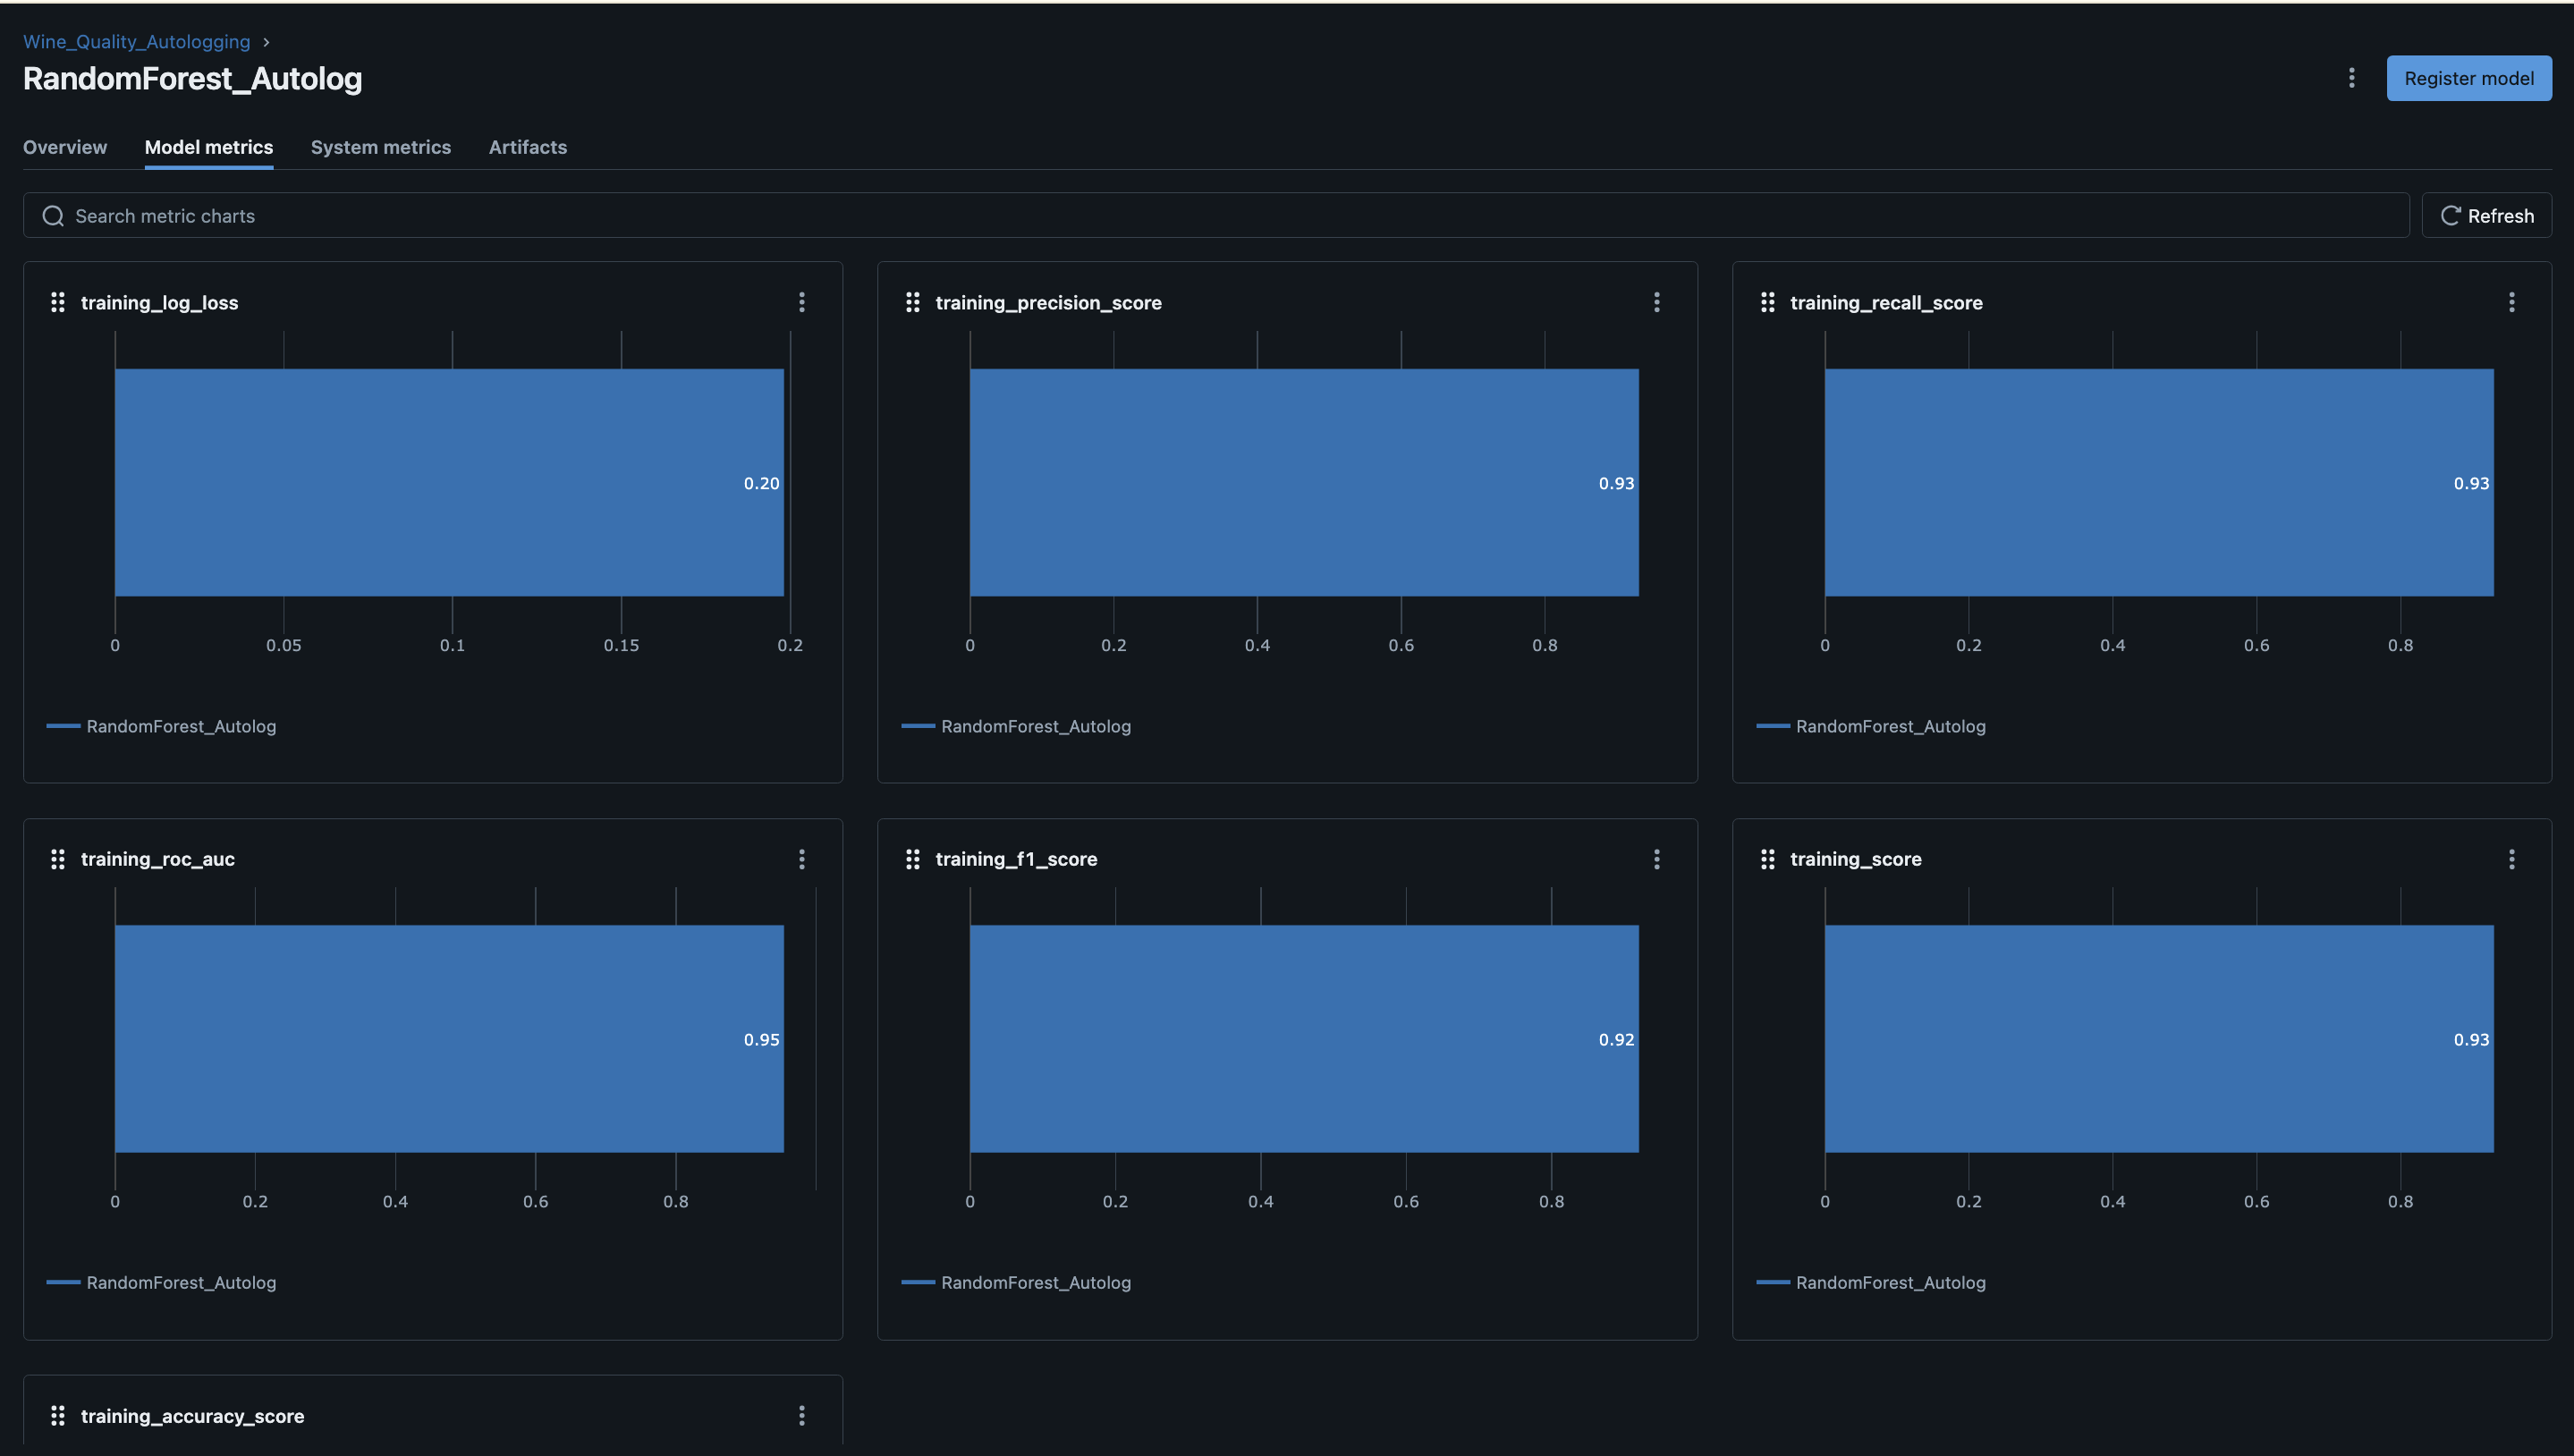 Wine_Quality_Autologging >
RandomForest_Autolog
Register model
Overview Model metrics System metrics Artifacts
Search metric charts
Refresh
training_log_loss
0.20
0 0.05 0.1 0.15 0.2
RandomForest_Autolog
training_precision_score
0.93
0 0.2 0.4 0.6 0.8
RandomForest_Autolog
training_recall_score
0.93
0 0.2 0.4 0.6 0.8
RandomForest_Autolog
training_roc_auc
0.95
0 0.2 0.4 0.6 0.8
RandomForest_Autolog
training_f1_score
0.92
0 0.2 0.4 0.6 0.8
RandomForest_Autolog
training_score
0.93
0 0.2 0.4 0.6 0.8
RandomForest_Autolog
training_accuracy_score